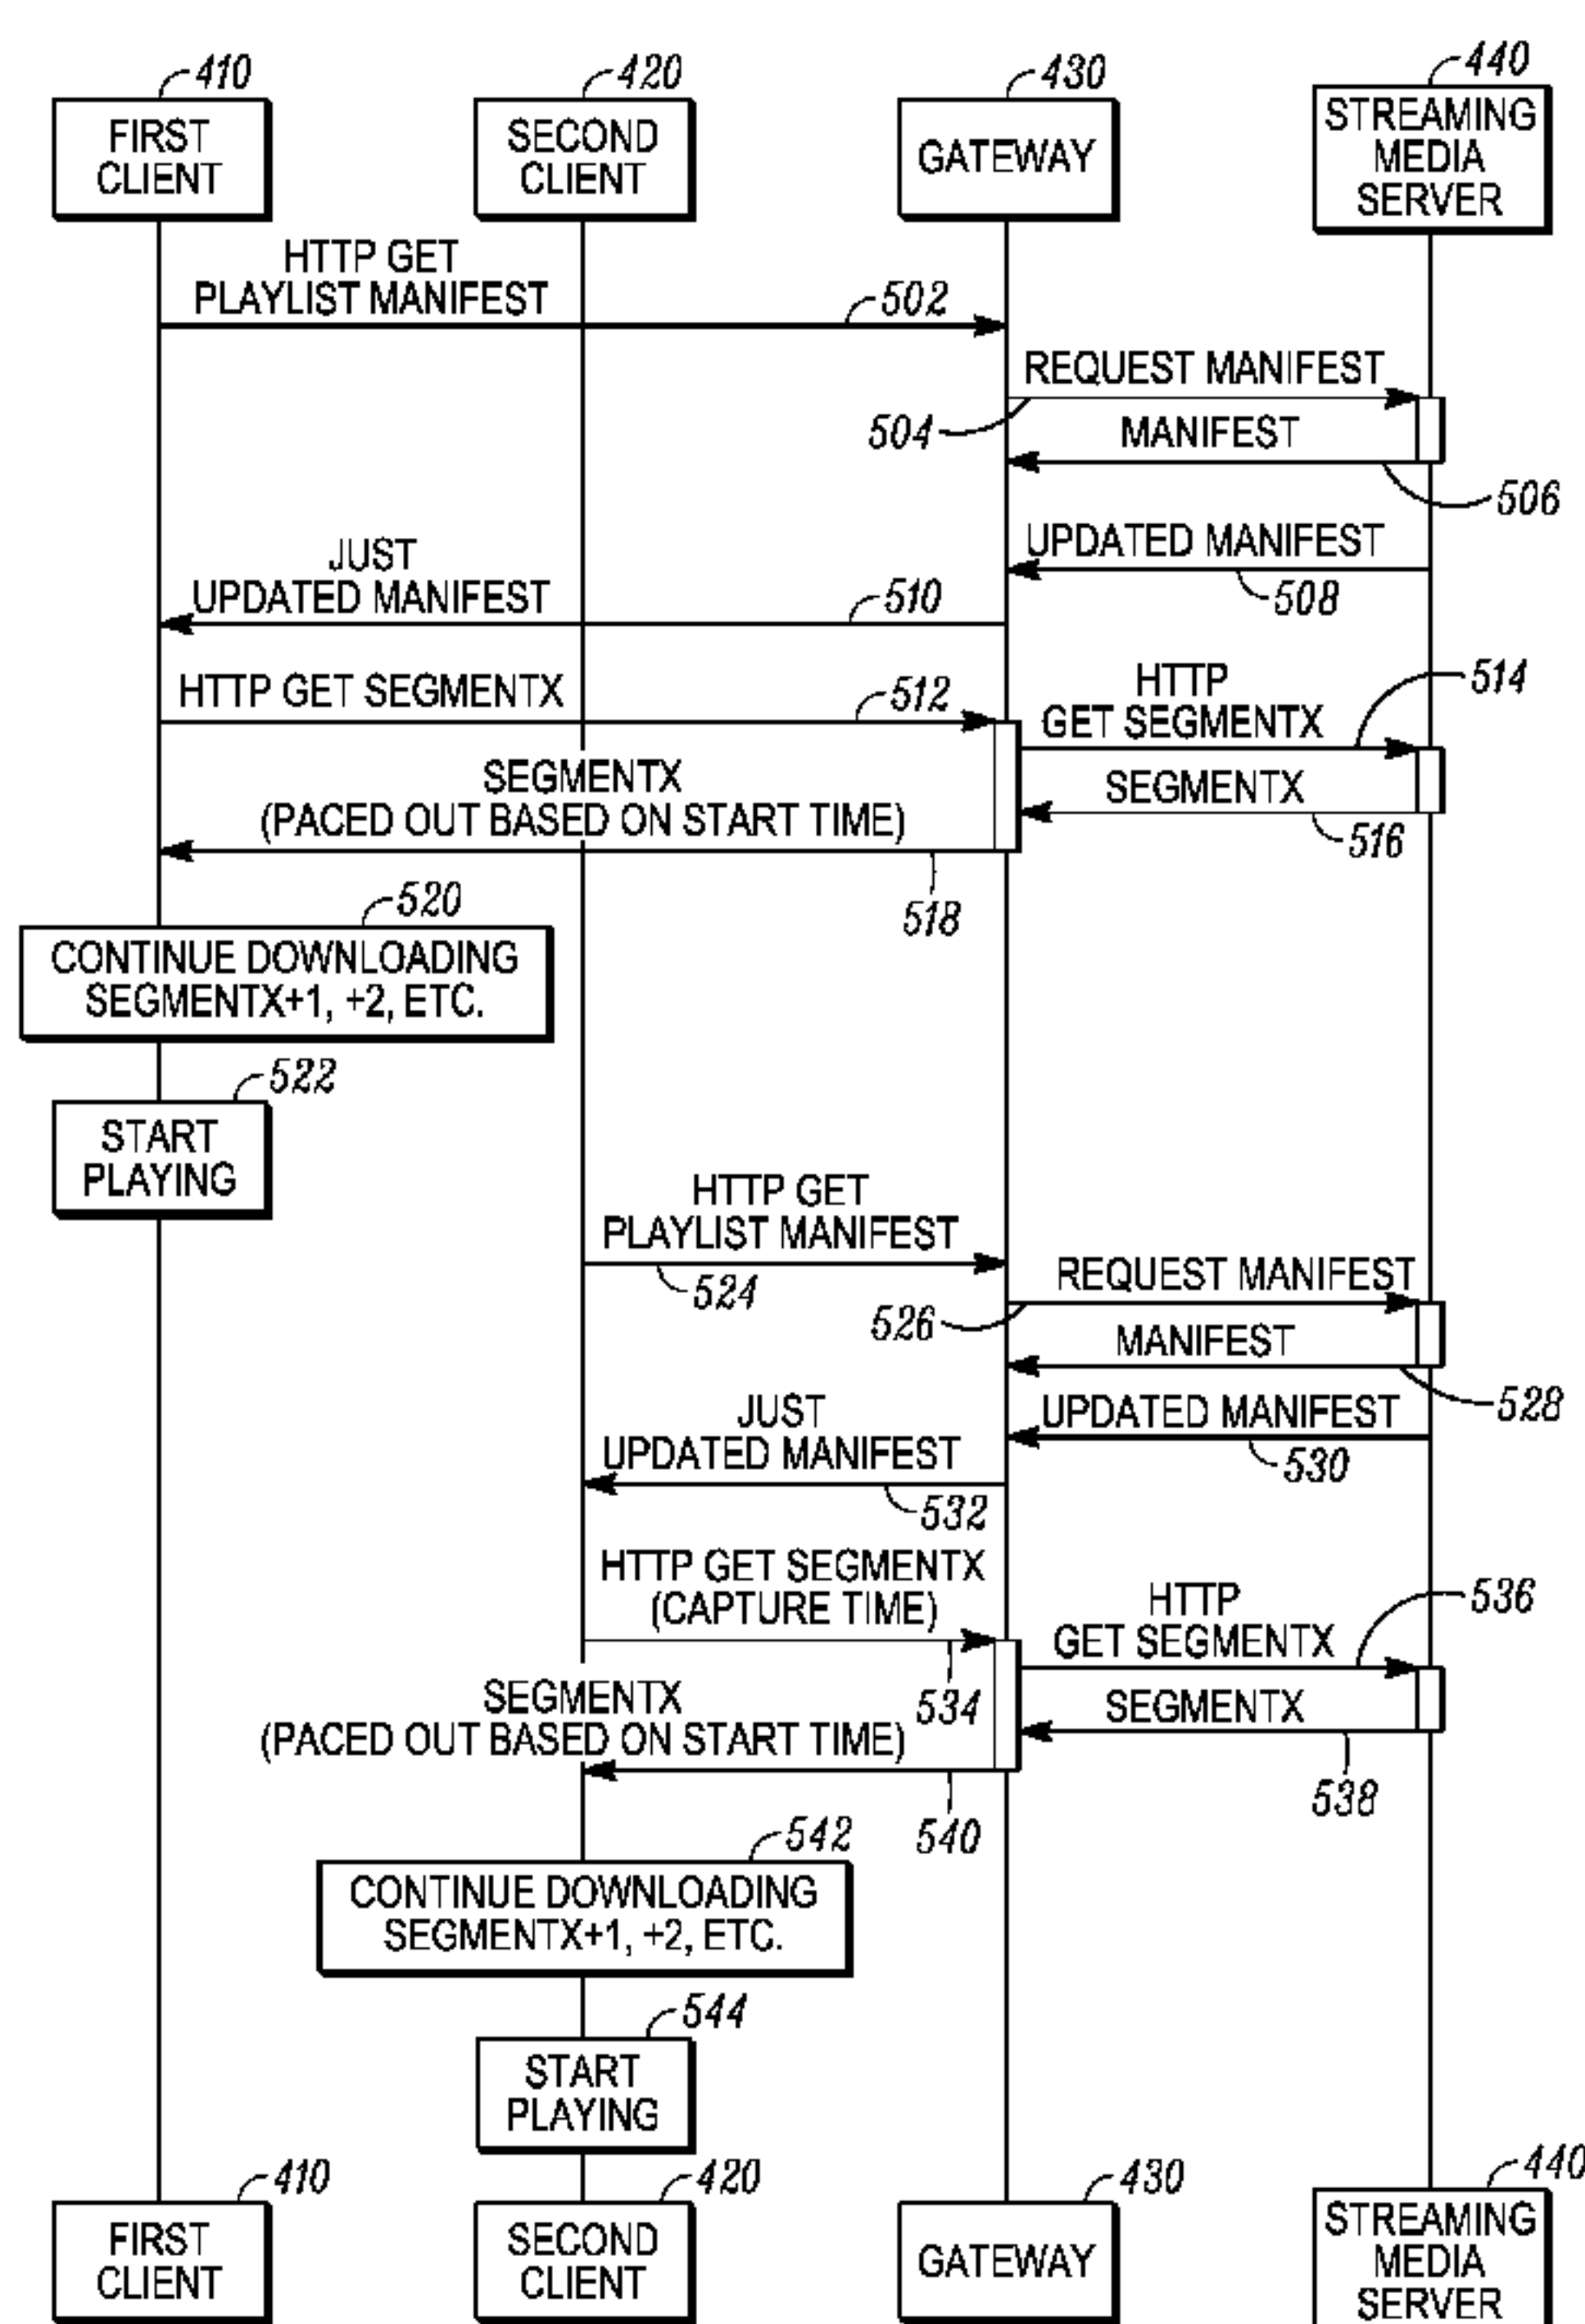 410
420
430
440
FIRST
CLIENT
SECOND
CLIENT
GATEWAY
STREAMING
MEDIA
SERVER
HTTP GET
PLAYLIST MANIFEST
502
REQUEST MANIFEST
504
MANIFEST
506
UPDATED MANIFEST
508
JUST
UPDATED MANIFEST
510
HTTP GET SEGMENTX
512
HTTP
GET SEGMENTX
514
SEGMENTX
516
SEGMENTX
(PACED OUT BASED ON START TIME)
518
520
CONTINUE DOWNLOADING
SEGMENTX+1, +2, ETC.
522
START
PLAYING
HTTP GET
PLAYLIST MANIFEST
524
REQUEST MANIFEST
526
MANIFEST
528
UPDATED MANIFEST
530
JUST
UPDATED MANIFEST
532
HTTP GET SEGMENTX
(CAPTURE TIME)
534
HTTP
GET SEGMENTX
536
SEGMENTX
538
SEGMENTX
(PACED OUT BASED ON START TIME)
540
542
CONTINUE DOWNLOADING
SEGMENTX+1, +2, ETC.
544
START
PLAYING
410
420
430
440
FIRST
CLIENT
SECOND
CLIENT
GATEWAY
STREAMING
MEDIA
SERVER